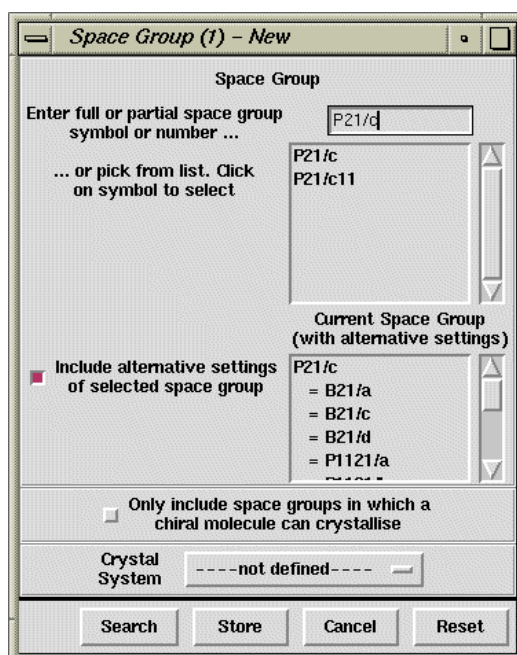 Space Group (1) – New
Space Group
Enter full or partial space group
symbol or number ...
P21/c
... or pick from list. Click
on symbol to select
P21/c
P21/c11
Current Space Group
(with alternative settings)
Include alternative settings
of selected space group
P21/c
= B21/a
= B21/c
= B21/d
= P1121/a
Only include space groups in which a
chiral molecule can crystallise
Crystal
System
----not defined----
Search Store Cancel Reset